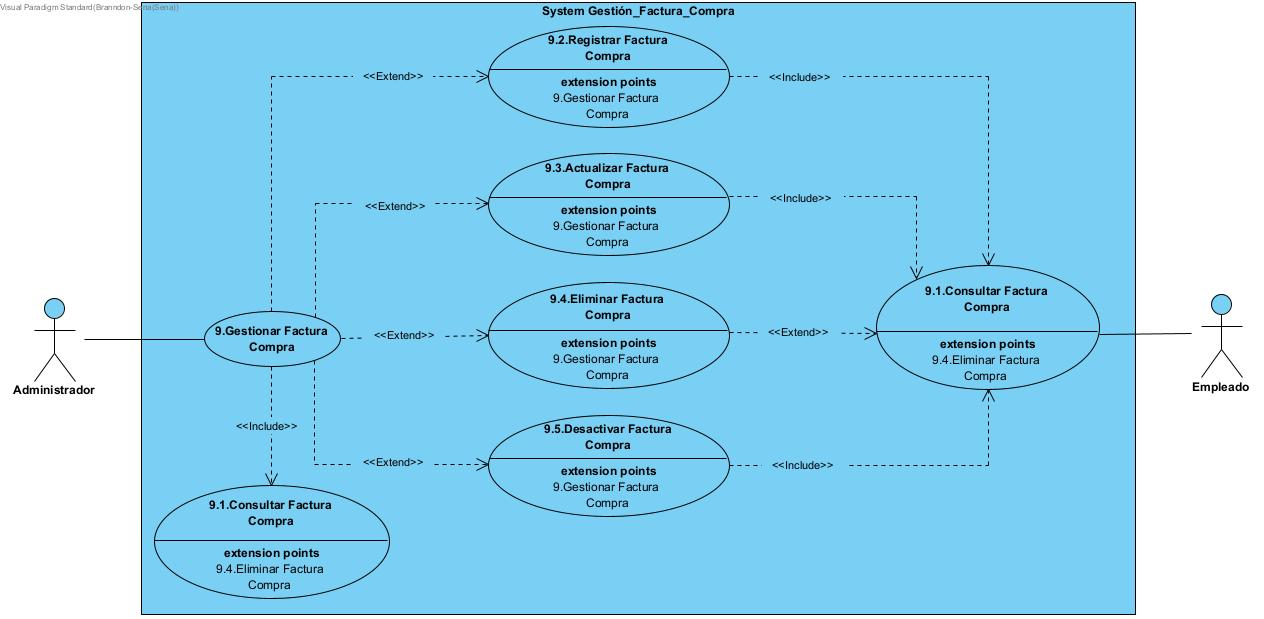 Visual Paradigm Standard(Branndon-Sena(Sena))
System Gestión_Factura_Compra
9.2.Registrar Factura
Compra
extension points
9.Gestionar Factura
Compra
<<Extend>>
<<Include>>
9.3.Actualizar Factura
Compra
extension points
9.Gestionar Factura
Compra
<<Extend>>
<<Include>>
9.4.Eliminar Factura
Compra
extension points
9.Gestionar Factura
Compra
<<Extend>>
<<Extend>>
9.1.Consultar Factura
Compra
extension points
9.4.Eliminar Factura
Compra
9.Gestionar Factura
Compra
Administrador
Empleado
9.5.Desactivar Factura
Compra
extension points
9.Gestionar Factura
Compra
<<Include>>
<<Extend>>
<<Include>>
9.1.Consultar Factura
Compra
extension points
9.4.Eliminar Factura
Compra